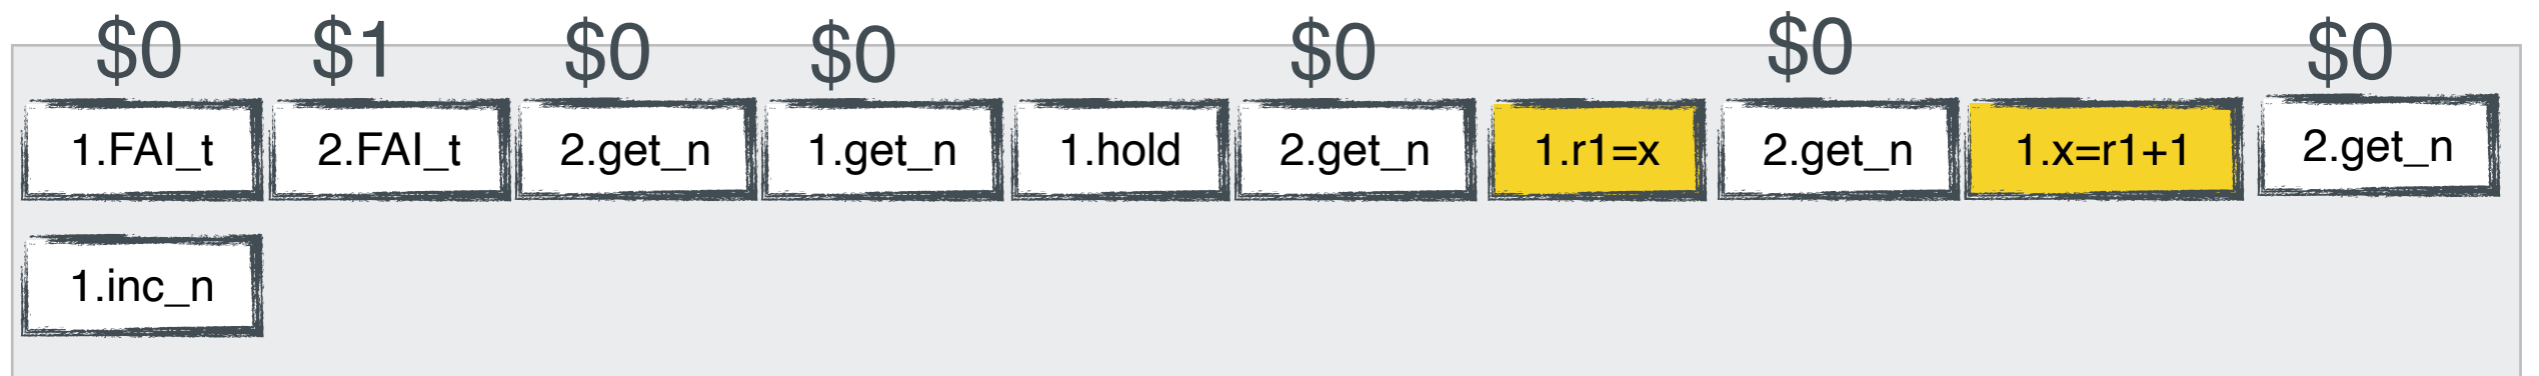 $0 $1 $0 $0 $0 $0 $0
1.FAI_t 2.FAI_t 2.get_n 1.get_n 1.hold 2.get_n 1.r1=x 2.get_n 1.x=r1+1 2.get_n
1.inc_n